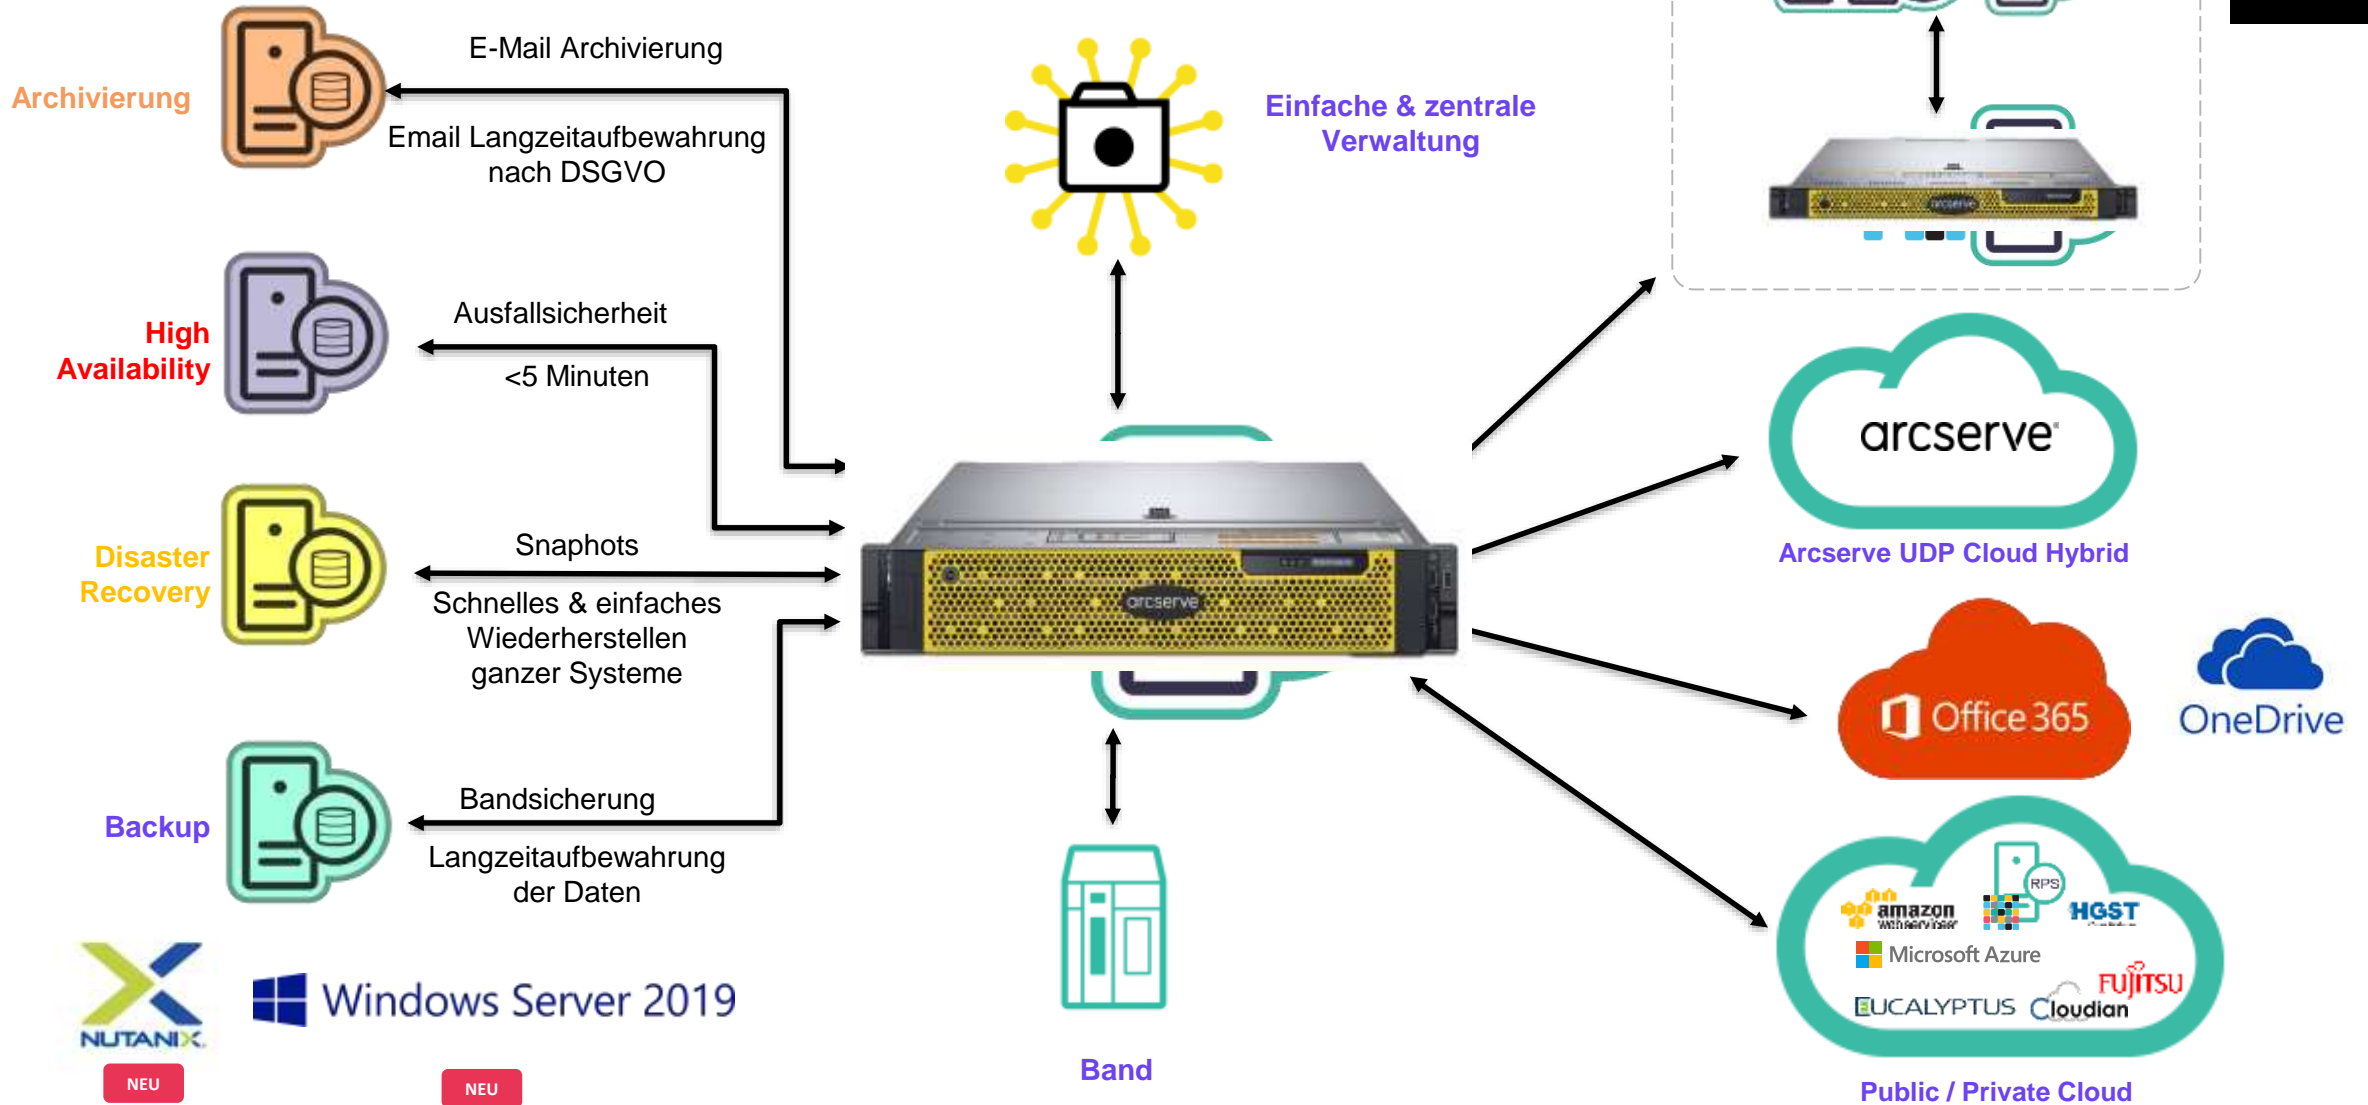 E-Mail Archivierung
Archivierung
Email Langzeitaufbewahrung
nach DSGVO
Einfache & zentrale
Verwaltung
arcserve
High
Availability
Ausfallsicherheit
<5 Minuten
arcserve
Arcserve UDP Cloud Hybrid
Disaster
Recovery
Snaphots
Schnelles & einfaches
Wiederherstellen
ganzer Systeme
arcserve
Office 365
OneDrive
Backup
Bandsicherung
Langzeitaufbewahrung
der Daten
RPS
amazon
webservices
HGST
Microsoft Azure
FUJITSU
EUCALYPTUS
Cloudian
NUTANIX
Windows Server 2019
NEU
NEU
Band
Public / Private Cloud